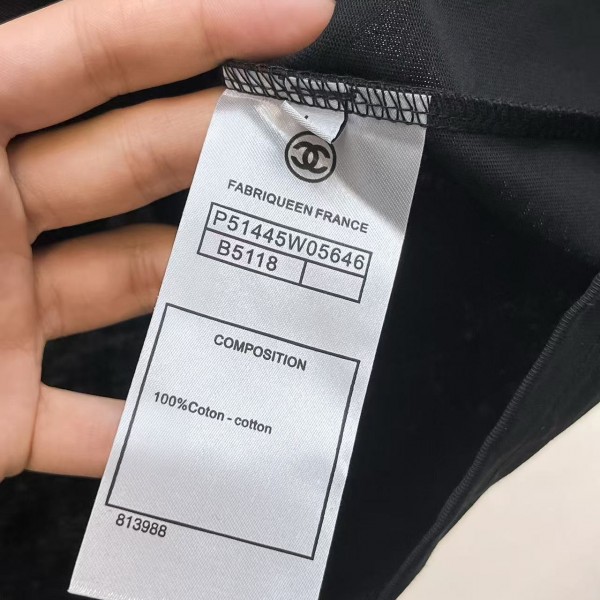 FABRIQUEEN FRANCE
P51445W05646
B5118
COMPOSITION
100%Coton - cotton
813988